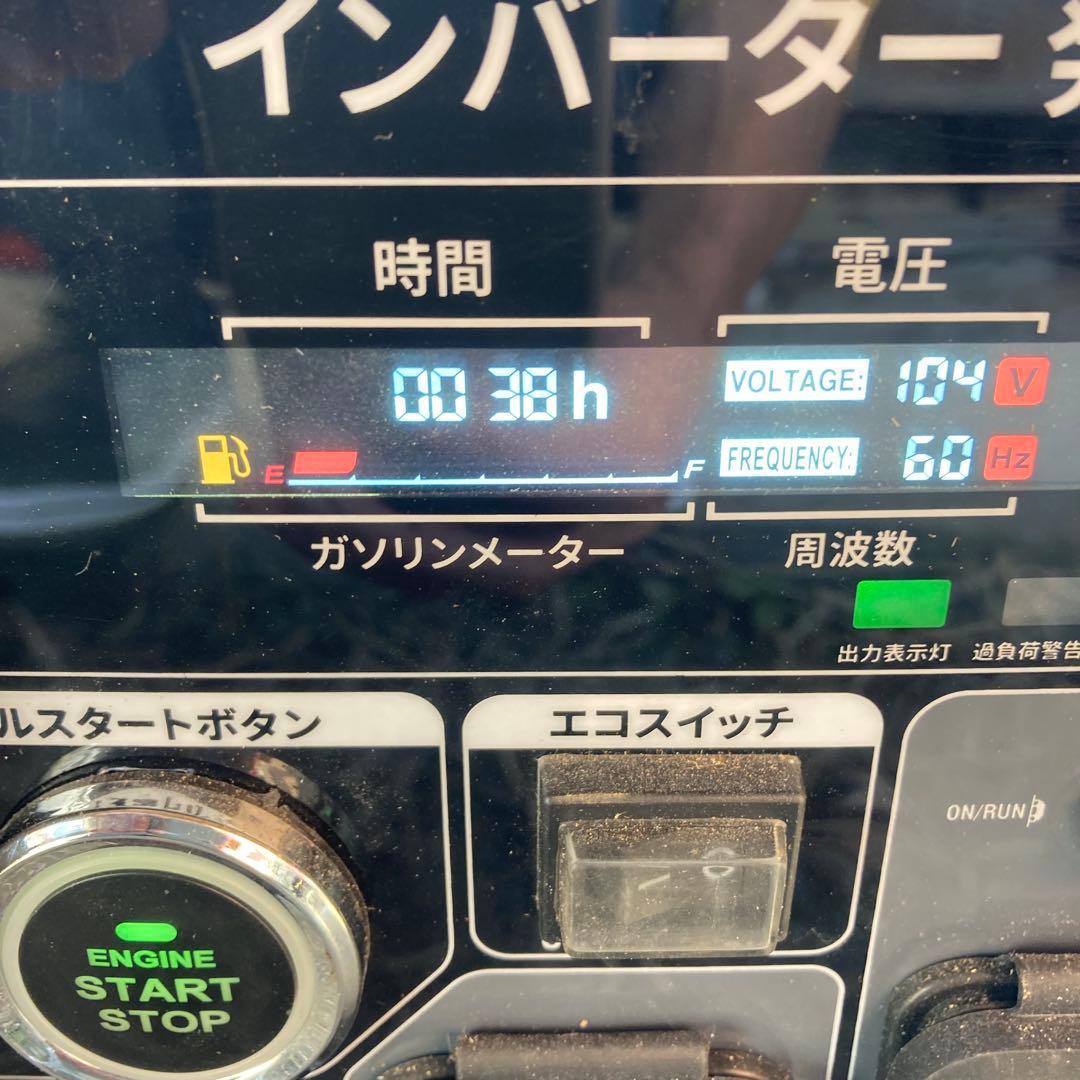 インバーター
時間
電圧
0038h
VOLTAGE: 104 V
E F
FREQUENCY: 60 Hz
ガソリンメーター
周波数
出力表示灯
過負荷警告
ルスタートボタン
エコスイッチ
ON/RUN
ENGINE
START
STOP